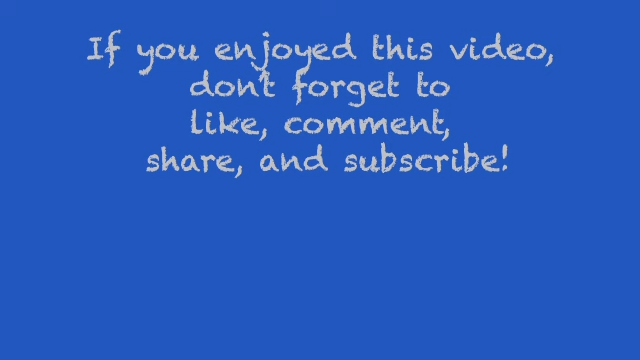 If you enjoyed this video,
don't forget to
like, comment,
share, and subscribe!